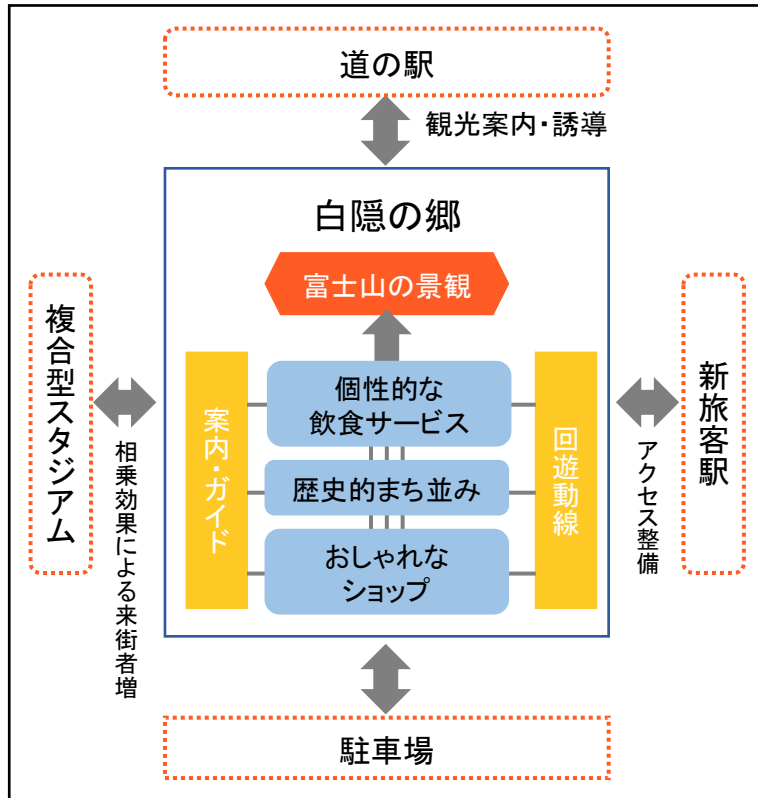 道の駅
観光案内・誘導
白隠の郷
富士山の景観
複合型スタジアム
相乗効果による来街者増
案内・ガイド
個性的な
飲食サービス
歴史的まち並み
おしゃれな
ショップ
回遊動線
アクセス整備
新旅客駅
駐車場